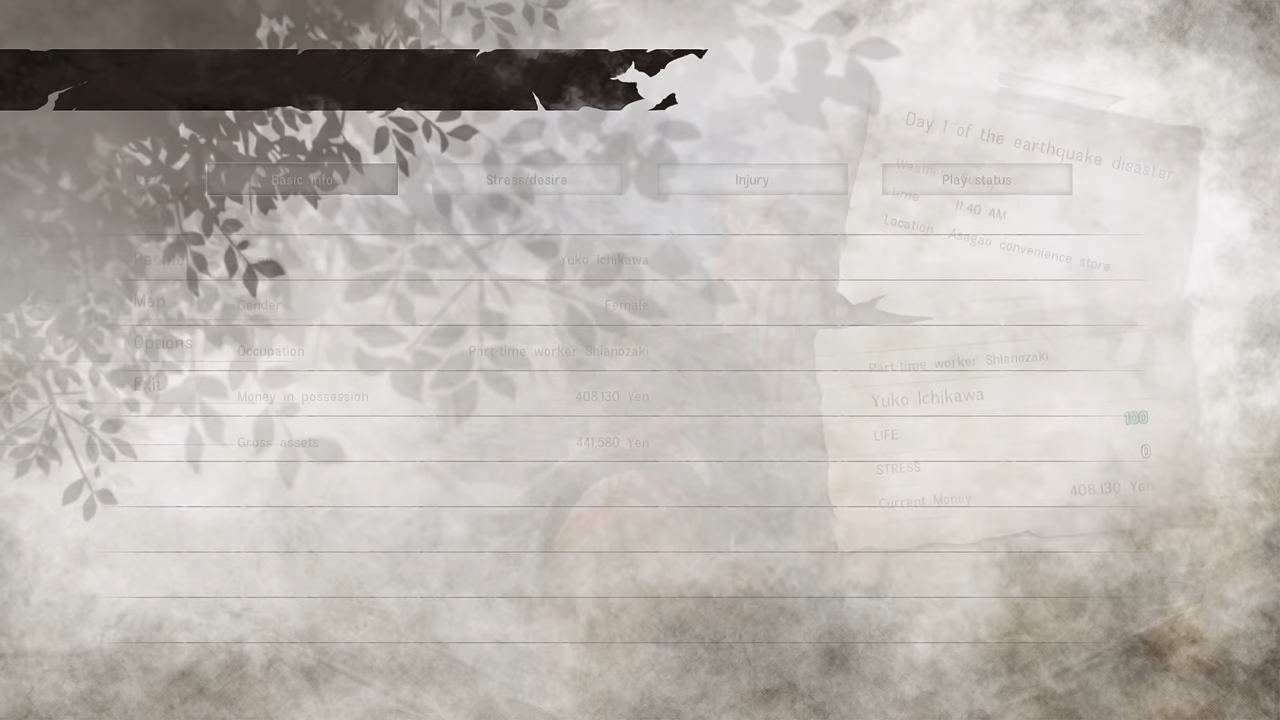 Day 1 of the earthquake disaster
Basic info
Stress/desire
Injury
Play status
Time 11:40 AM
Location Asagao convenience store
Yuko Ichikawa
Map
Gender Female
Options
Occupation Part-time worker Shianozaki
Exit
Money in possession 408,130 Yen
Gross assets 441,580 Yen
Part-time worker Shianozaki
Yuko Ichikawa
LIFE 100
STRESS 0
Current Money 408,130 Yen